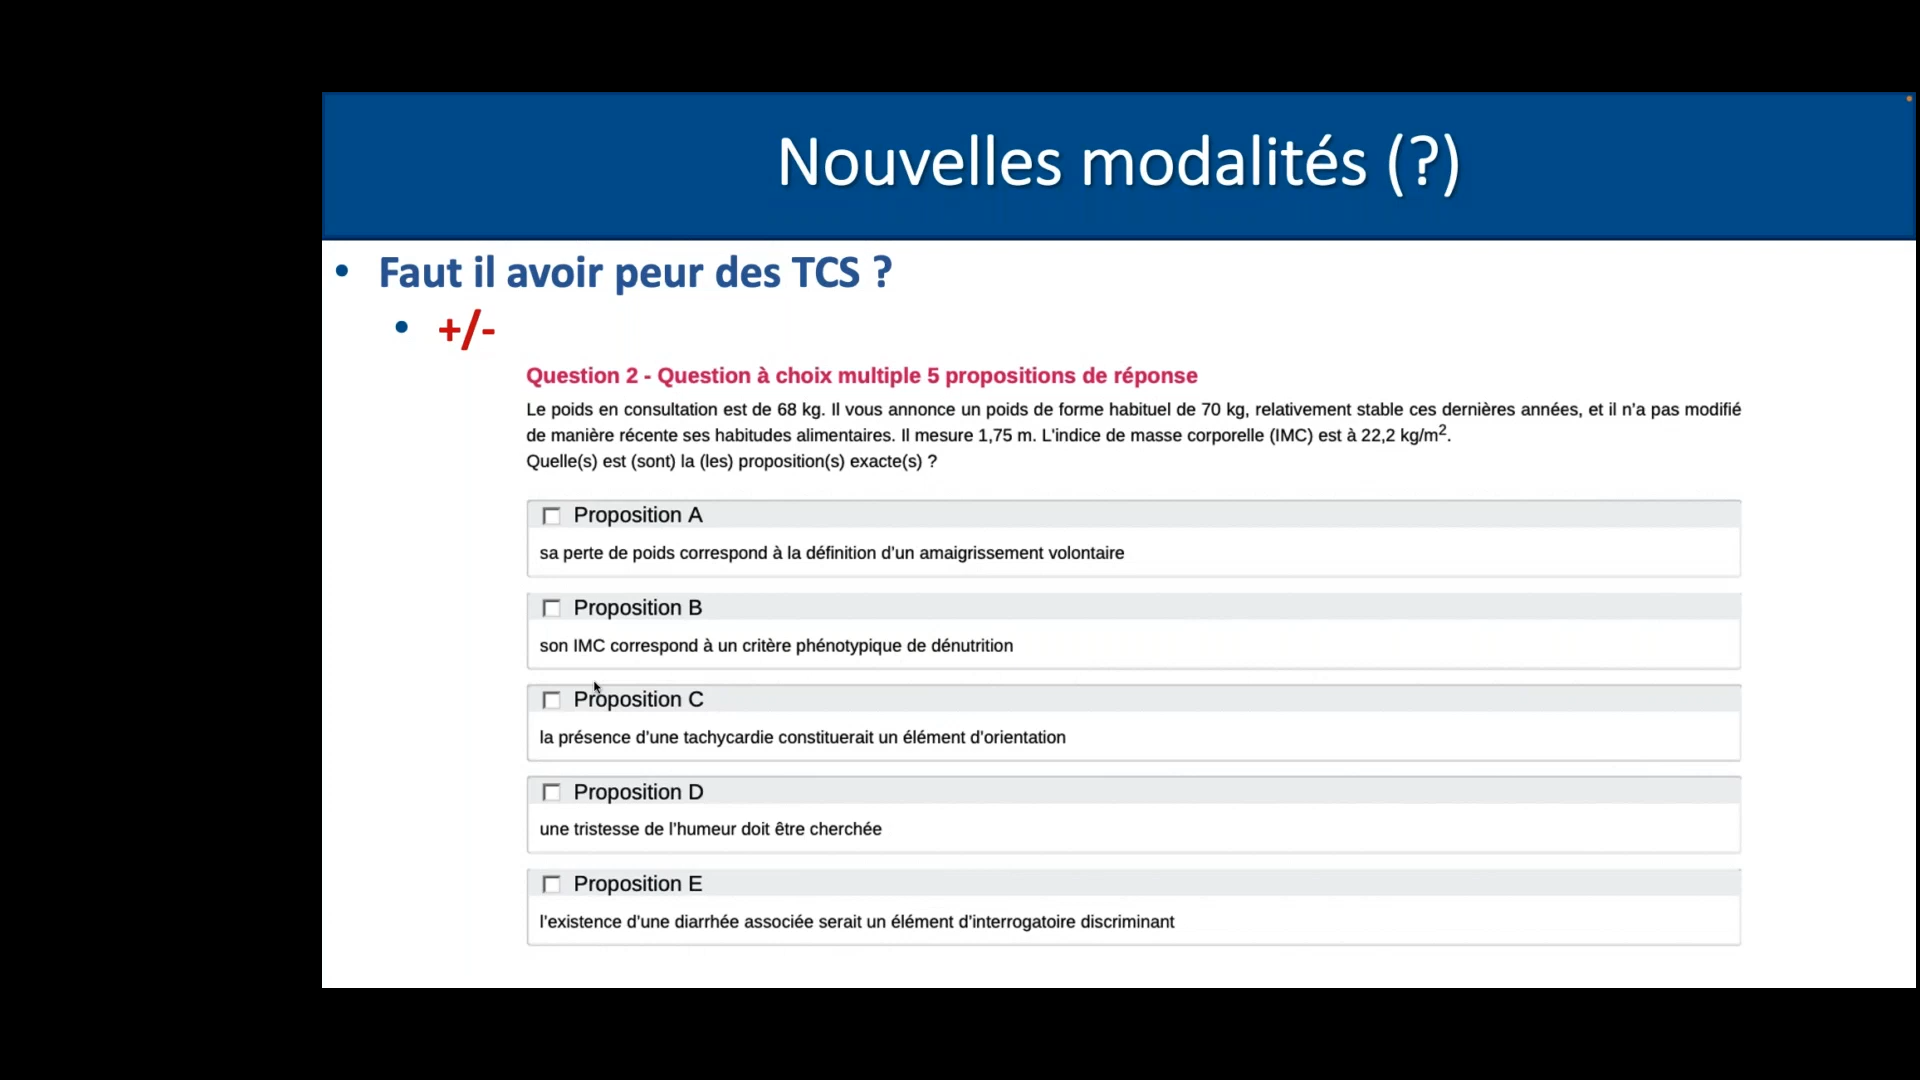 Nouvelles modalités (?)
• Faut il avoir peur des TCS ?
• +/-
Question 2 - Question à choix multiple 5 propositions de réponse
Le poids en consultation est de 68 kg. Il vous annonce un poids de forme habituel de 70 kg, relativement stable ces dernières années, et il n'a pas modifié
de manière récente ses habitudes alimentaires. Il mesure 1,75 m. L'indice de masse corporelle (IMC) est à 22,2 kg/m².
Quelle(s) est (sont) la (les) proposition(s) exacte(s) ?
Proposition A
sa perte de poids correspond à la définition d'un amaigrissement volontaire
Proposition B
son IMC correspond à un critère phénotypique de dénutrition
Proposition C
la présence d'une tachycardie constituerait un élément d'orientation
Proposition D
une tristesse de l'humeur doit être cherchée
Proposition E
l'existence d'une diarrhée associée serait un élément d'interrogatoire discriminant